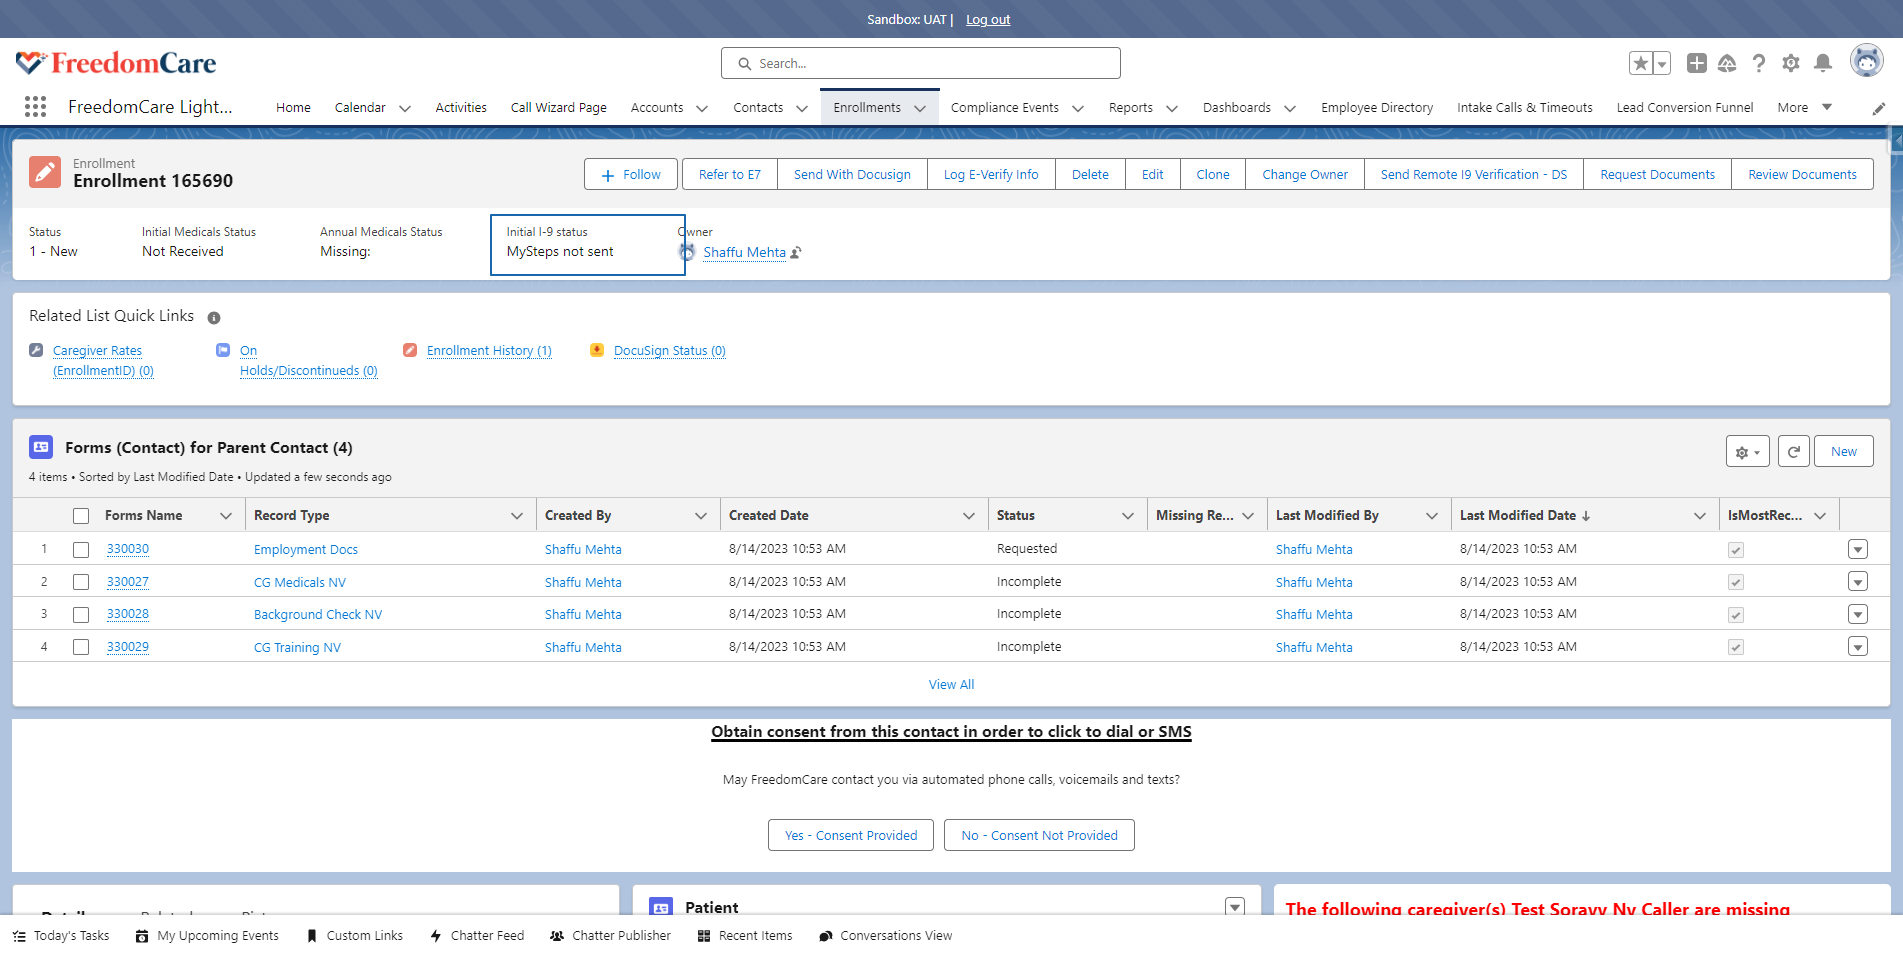 Sandbox: UAT | Log out
FreedomCare
Search...
FreedomCare Light... Home Calendar Activities Call Wizard Page Accounts Contacts Enrollments Compliance Events Reports Dashboards Employee Directory Intake Calls & Timeouts Lead Conversion Funnel More
Enrollment
Enrollment 165690
Follow Refer to E7 Send With Docusign Log E-Verify Info Delete Edit Clone Change Owner Send Remote I9 Verification - DS Request Documents Review Documents
Status Initial Medicals Status Annual Medicals Status Initial I-9 status Owner
1 - New Not Received Missing: MySteps not sent Shaffu Mehta
Related List Quick Links
Caregiver Rates (EnrollmentID) (0)
On Holds/Discontinueds (0)
Enrollment History (1)
DocuSign Status (0)
Forms (Contact) for Parent Contact (4)
4 items • Sorted by Last Modified Date • Updated a few seconds ago
New
Forms Name Record Type Created By Created Date Status Missing Re... Last Modified By Last Modified Date IsMostRec...
1 330030 Employment Docs Shaffu Mehta 8/14/2023 10:53 AM Requested Shaffu Mehta 8/14/2023 10:53 AM
2 330027 CG Medicals NV Shaffu Mehta 8/14/2023 10:53 AM Incomplete Shaffu Mehta 8/14/2023 10:53 AM
3 330028 Background Check NV Shaffu Mehta 8/14/2023 10:53 AM Incomplete Shaffu Mehta 8/14/2023 10:53 AM
4 330029 CG Training NV Shaffu Mehta 8/14/2023 10:53 AM Incomplete Shaffu Mehta 8/14/2023 10:53 AM
View All
Obtain consent from this contact in order to click to dial or SMS
May FreedomCare contact you via automated phone calls, voicemails and texts?
Yes - Consent Provided No - Consent Not Provided
Patient
The following caregiver(s) Test Soravy Ny Caller are missing
Today's Tasks My Upcoming Events Custom Links Chatter Feed Chatter Publisher Recent Items Conversations View